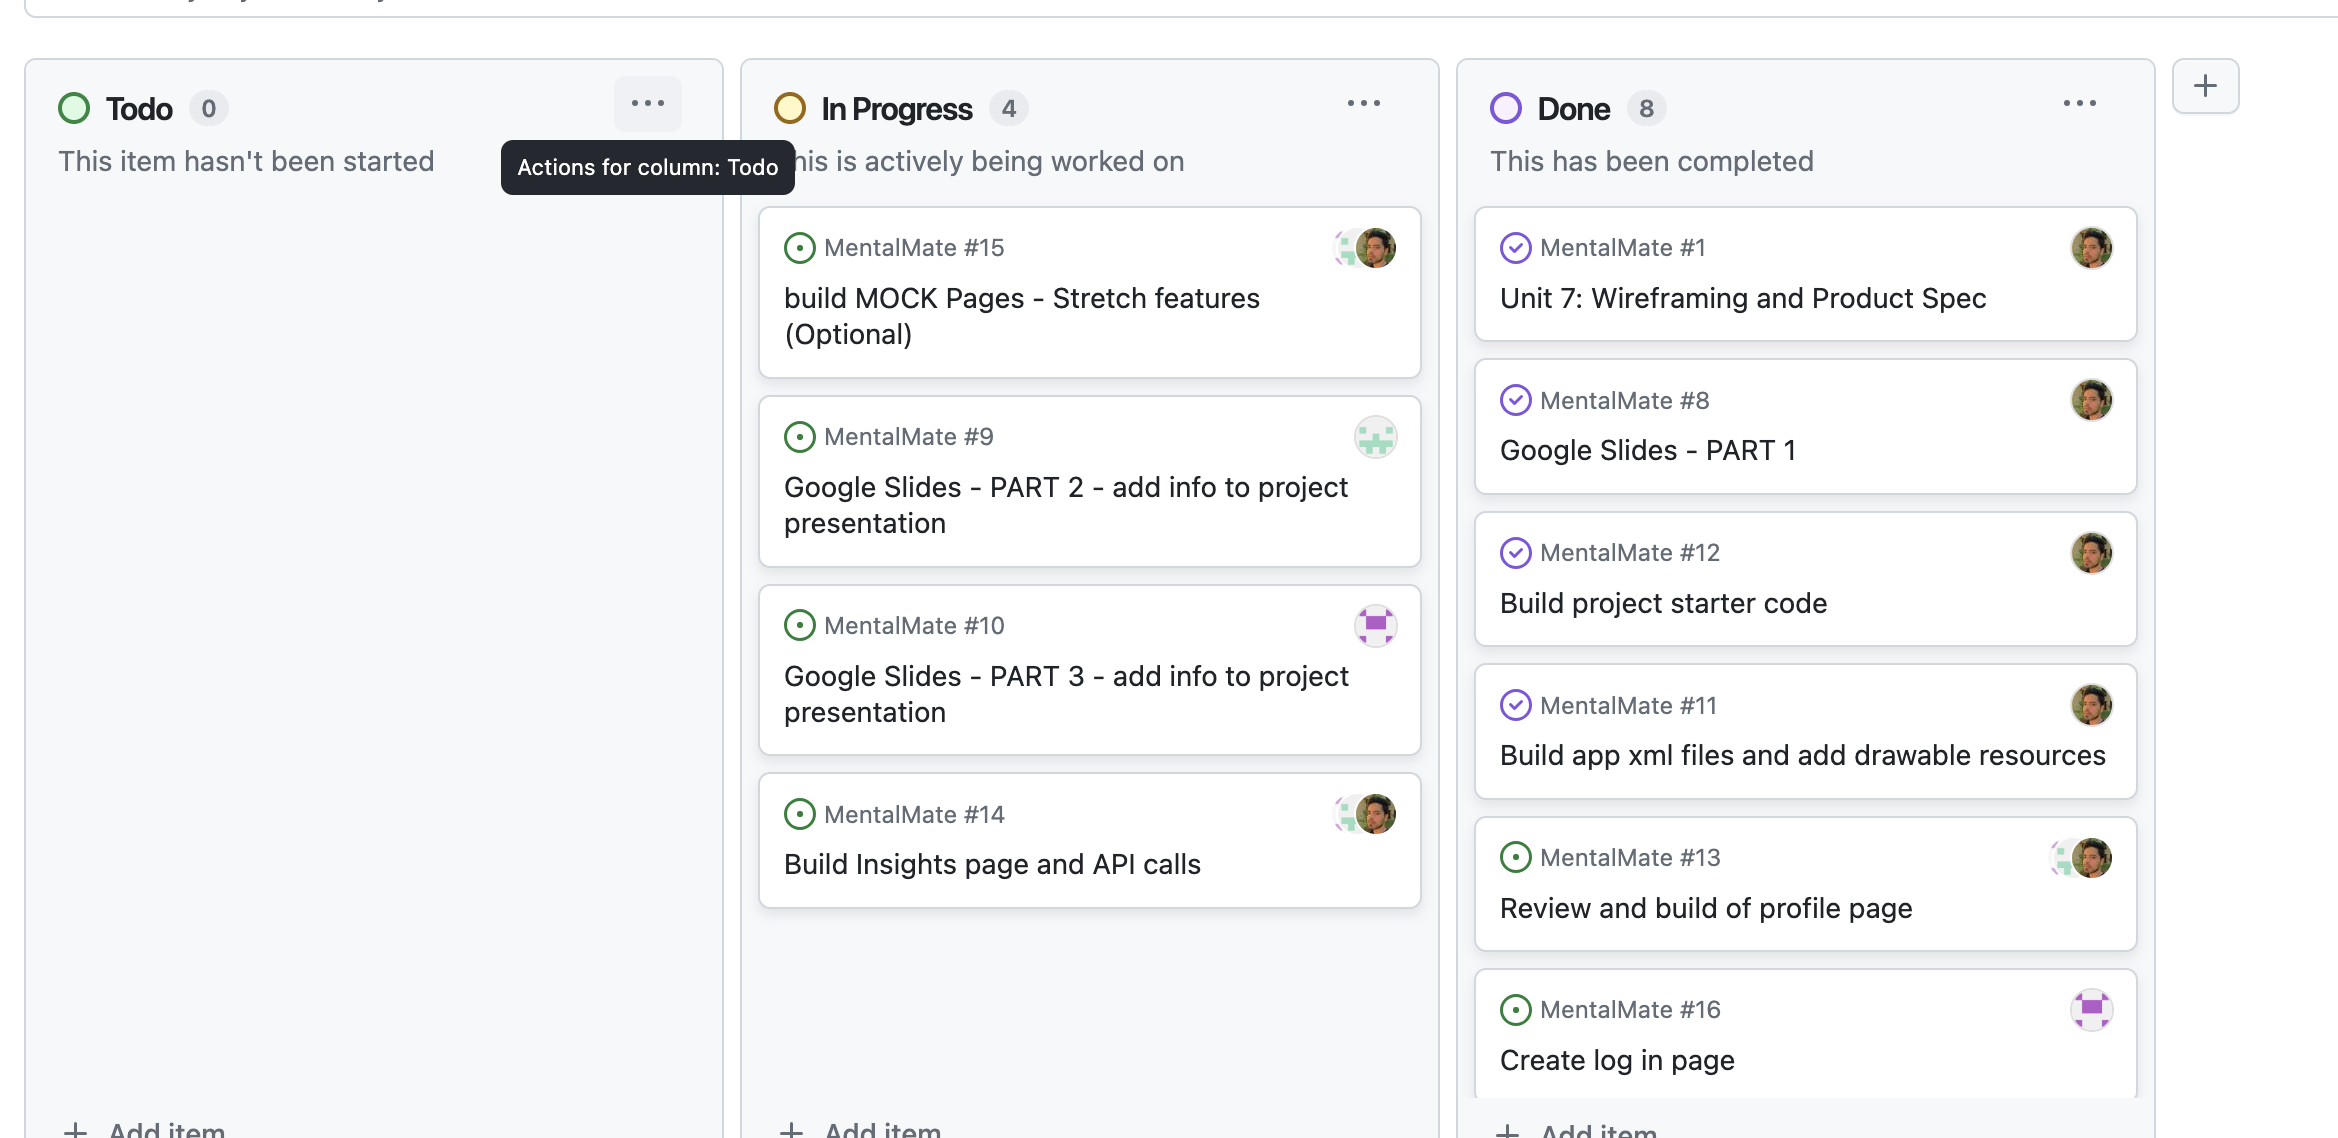 Todo 0
This item hasn't been started
Actions for column: Todo
In Progress 4
his is actively being worked on
MentalMate #15
build MOCK Pages - Stretch features
(Optional)
MentalMate #9
Google Slides - PART 2 - add info to project
presentation
MentalMate #10
Google Slides - PART 3 - add info to project
presentation
MentalMate #14
Build Insights page and API calls
Done 8
This has been completed
MentalMate #1
Unit 7: Wireframing and Product Spec
MentalMate #8
Google Slides - PART 1
MentalMate #12
Build project starter code
MentalMate #11
Build app xml files and add drawable resources
MentalMate #13
Review and build of profile page
MentalMate #16
Create log in page
Add item
Add item
Add item